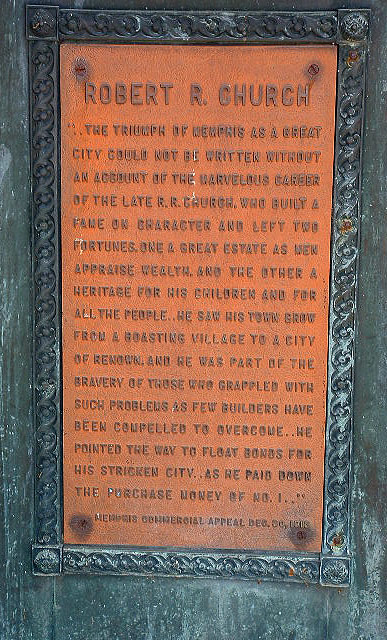 ROBERT R. CHURCH
"..THE TRIUMPH OF MEMPHIS AS A GREAT
CITY COULD NOT BE WRITTEN WITHOUT
AN ACCOUNT OF THE MARVELOUS CAREER
OF THE LATE R.R.CHURCH, WHO BUILT A
FAME ON CHARACTER AND LEFT TWO
FORTUNES. ONE A GREAT ESTATE AS MEN
APPRAISE WEALTH, AND THE OTHER A
HERITAGE FOR HIS CHILDREN AND FOR
ALL THE PEOPLE..HE SAW HIS TOWN GROW
FROM A BOASTING VILLAGE TO A CITY
OF RENOWN, AND HE WAS PART OF THE
BRAVERY OF THOSE WHO GRAPPLED WITH
SUCH PROBLEMS AS FEW BUILDERS HAVE
BEEN COMPELLED TO OVERCOME..HE
POINTED THE WAY TO FLOAT BONDS FOR
HIS STRICKEN CITY..AS HE PAID DOWN
THE PURCHASE MONEY OF NO. 1.."
MEMPHIS COMMERCIAL APPEAL DEC.